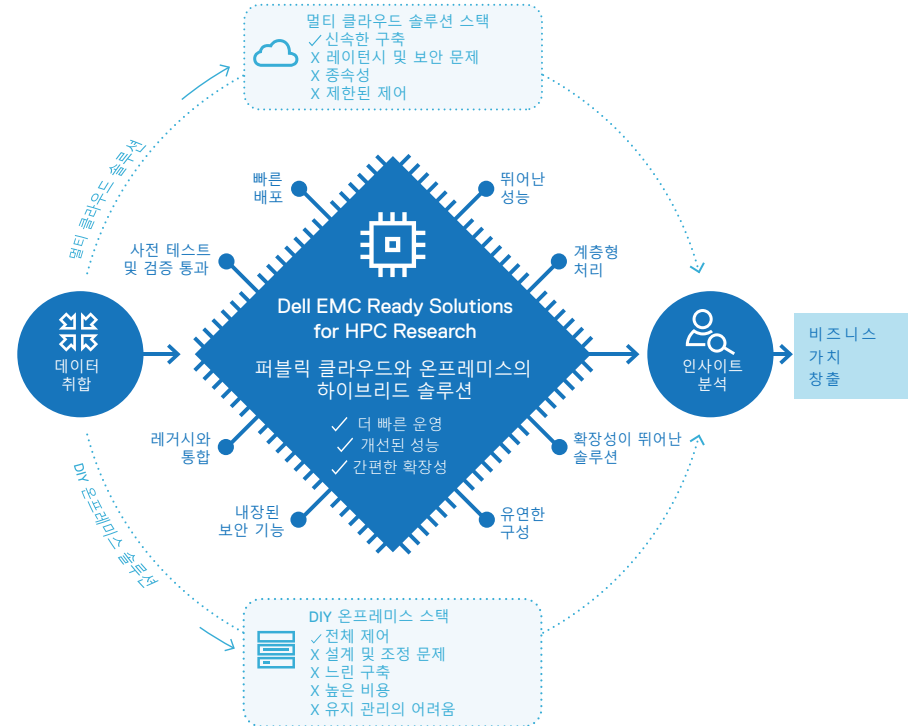 멀티 클라우드 솔루션 스택
✓신속한 구축
X 레이턴시 및 보안 문제
X 종속성
X 제한된 제어
멀티 클라우드 솔루션
빠른
배포
뛰어난
성능
사전 테스트
및 검증 통과
계층형
처리
데이터
취합
Dell EMC Ready Solutions
for HPC Research
퍼블릭 클라우드와 온프레미스의
하이브리드 솔루션
✓ 더 빠른 운영
✓ 개선된 성능
✓ 간편한 확장성
인사이트
분석
비즈니스
가치
창출
레거시와
통합
확장성이 뛰어난
솔루션
내장된
보안 기능
유연한
구성
DIY 온프레미스 솔루션
DIY 온프레미스 스택
✓전체 제어
X 설계 및 조정 문제
X 느린 구축
X 높은 비용
X 유지 관리의 어려움